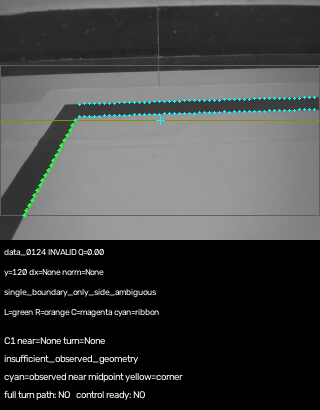 data_0124 INVALID Q=0.00
y=120 dx=None norm=None
single_boundary_only_side_ambiguous
L=green R=orange C=magenta cyan=ribbon
C1 near=None turn=None
insufficient_observed_geometry
cyan=observed near midpoint yellow=corner
full turn path: NO control ready: NO